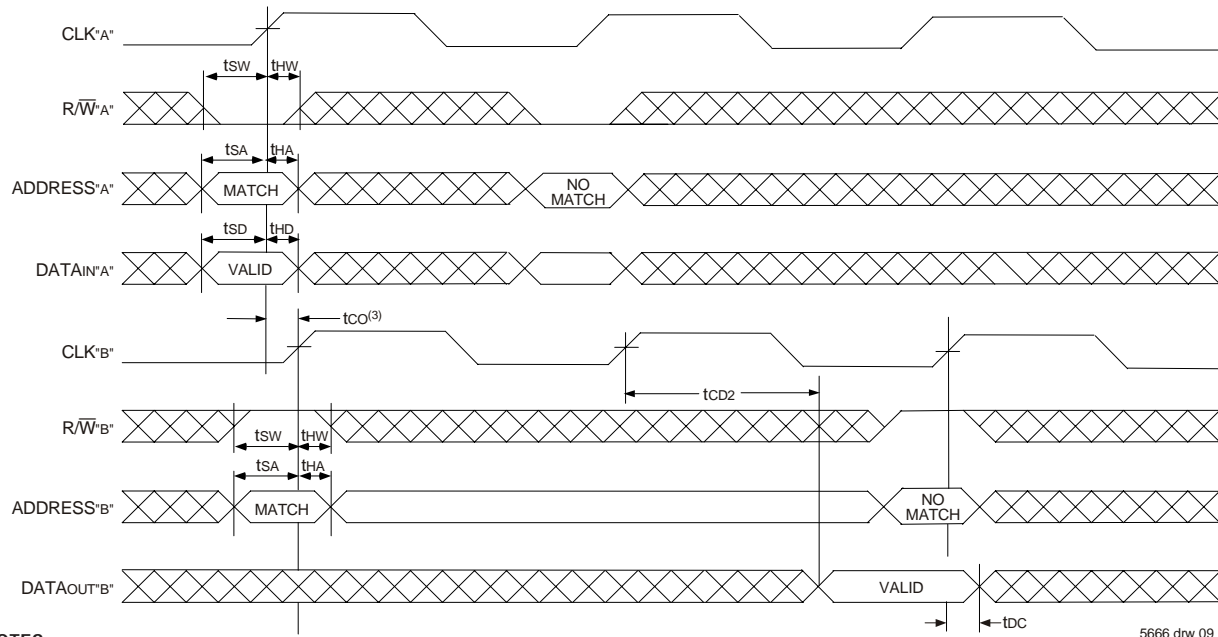 CLK"A"
tSW tHW
R/W̅"A"
tSA tHA
ADDRESS"A" MATCH NO MATCH
tSD tHD
DATAIN"A" VALID
tCO(3)
CLK"B"
tCD2
R/W̅"B"
tSW tHW
tSA tHA
ADDRESS"B" MATCH NO MATCH
DATAOUT"B" VALID
tDC
5666 drw 09